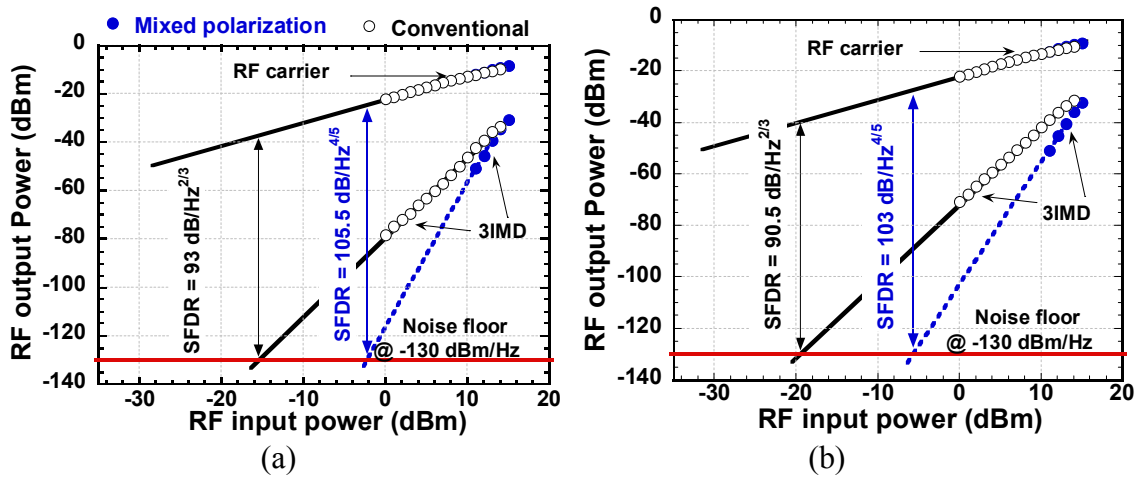 Mixed polarization
Conventional
RF output Power (dBm)
0
-20
-40
-60
-80
-100
-120
-140
RF carrier
SFDR = 93 dB/Hz2/3
SFDR = 105.5 dB/Hz4/5
3IMD
Noise floor
@ -130 dBm/Hz
-30
-20
-10
0
10
20
RF input power (dBm)
(a)
RF output Power (dBm)
0
-20
-40
-60
-80
-100
-120
-140
RF carrier
SFDR = 90.5 dB/Hz2/3
SFDR = 103 dB/Hz4/5
3IMD
Noise floor
@ -130 dBm/Hz
-30
-20
-10
0
10
20
RF input power (dBm)
(b)